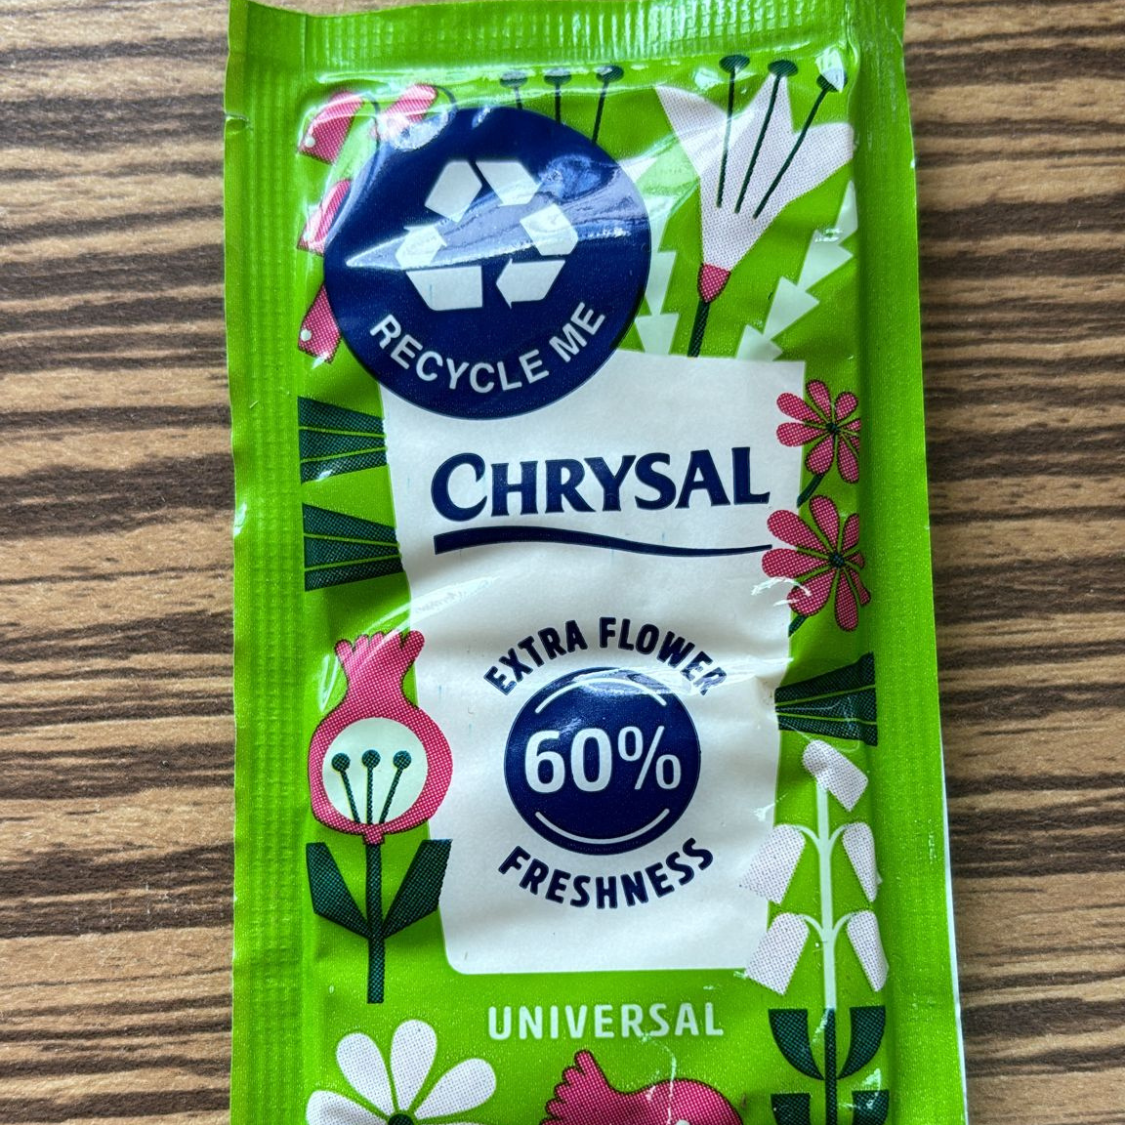 RECYCLE ME
CHRYSAL
EXTRA FLOWER
60%
FRESHNESS
UNIVERSAL